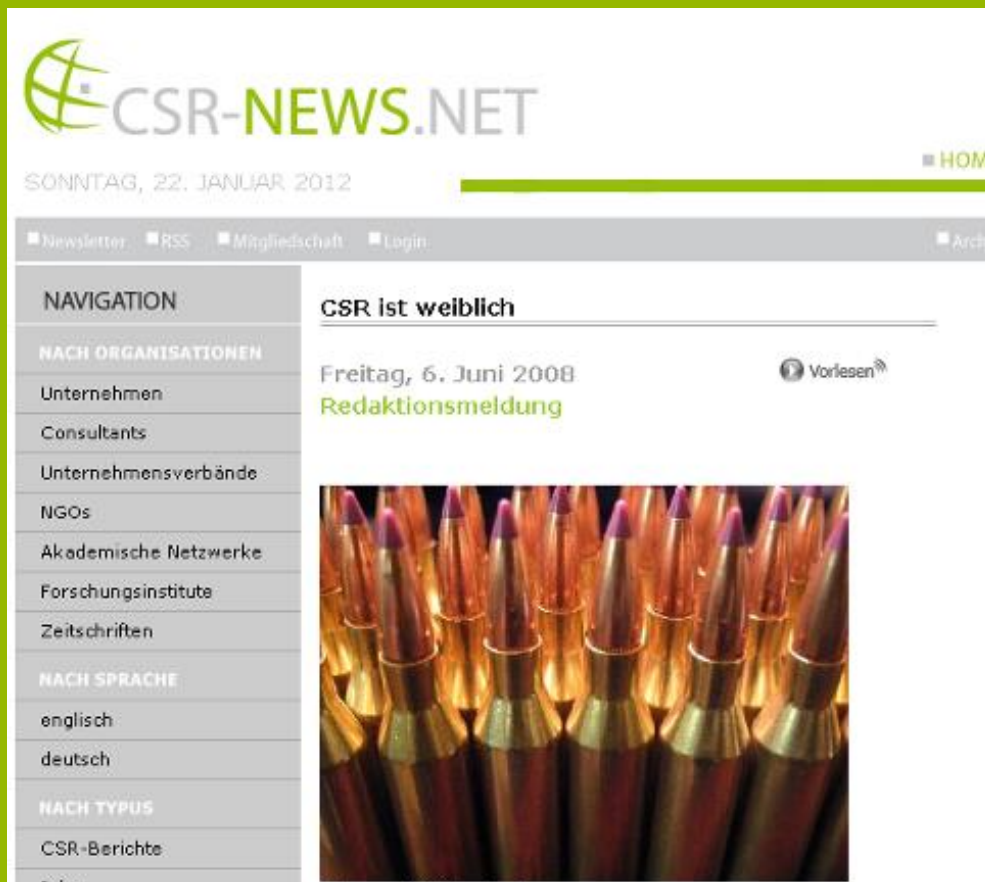 CSR-NEWS.NET
SONNTAG, 22. JANUAR 2012
Newsletter RSS Mitgliedschaft Login
NAVIGATION
NACH ORGANISATIONEN
Unternehmen
Consultants
Unternehmensverbände
NGOs
Akademische Netzwerke
Forschungsinstitute
Zeitschriften
NACH SPRACHE
englisch
deutsch
NACH TYPUS
CSR-Berichte
CSR ist weiblich
Freitag, 6. Juni 2008
Vorlesen
Redaktionsmeldung